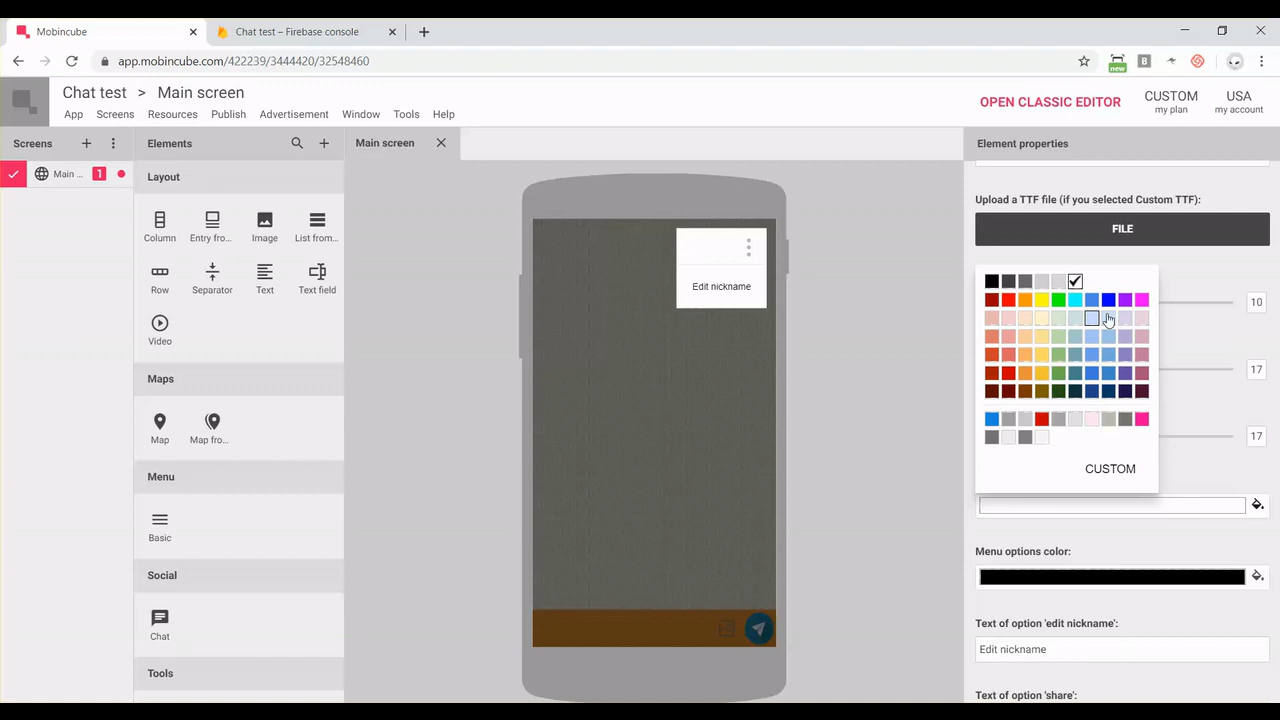 Mobincube
Chat test – Firebase console
app.mobincube.com/422239/3444420/32548460
new
B
Chat test > Main screen
App Screens Resources Publish Advertisement Window Tools Help
OPEN CLASSIC EDITOR
CUSTOM
my plan
USA
my account
Screens
Elements
Main screen
Element properties
Main ...
1
Layout
Column
Entry fro...
Image
List from...
Row
Separator
Text
Text field
Video
Maps
Map
Map fro...
Menu
Basic
Social
Chat
Tools
Edit nickname
Upload a TTF file (if you selected Custom TTF):
FILE
10
17
17
CUSTOM
Menu options color:
Text of option 'edit nickname':
Edit nickname
Text of option 'share':